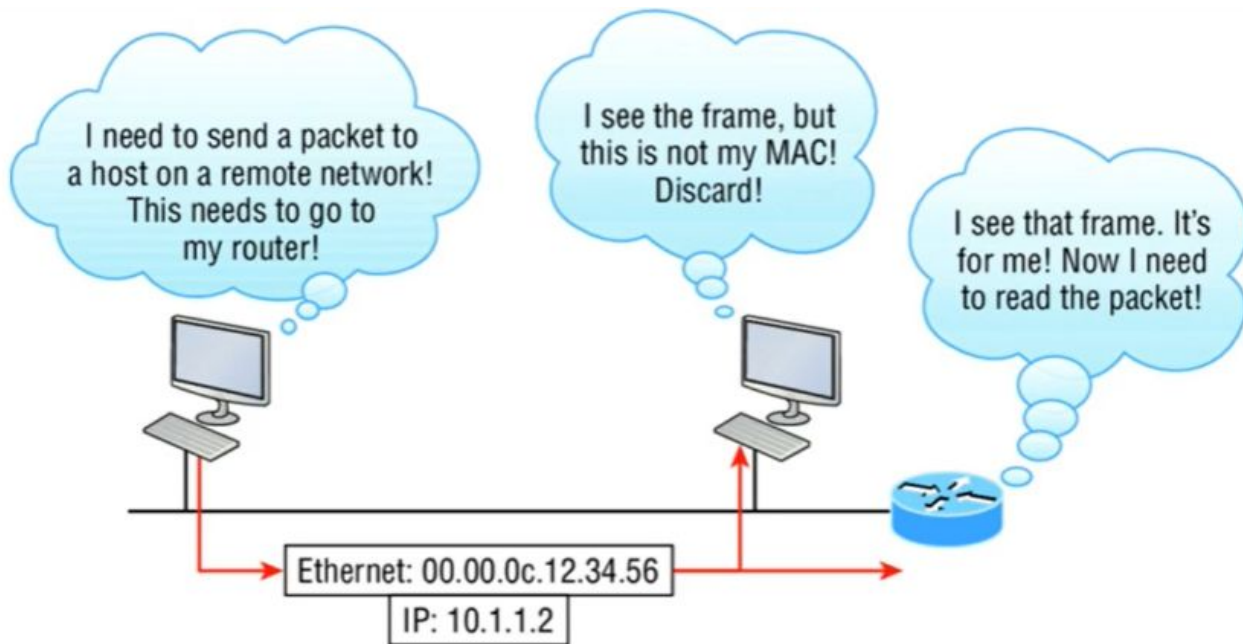 I need to send a packet to
a host on a remote network!
This needs to go to
my router!
I see the frame, but
this is not my MAC!
Discard!
I see that frame. It’s
for me! Now I need
to read the packet!
Ethernet: 00.00.0c.12.34.56
IP: 10.1.1.2